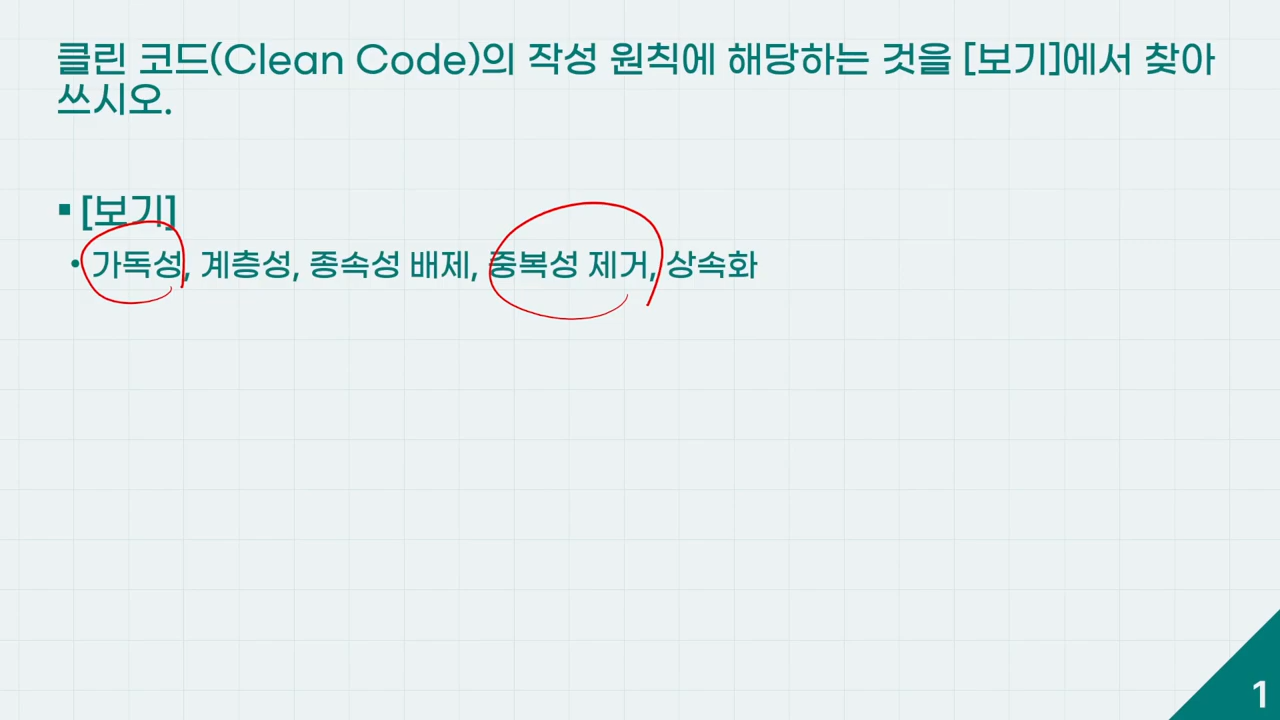 클린 코드(Clean Code)의 작성 원칙에 해당하는 것을 [보기]에서 찾아
쓰시오.
▪ [보기]
• 가독성, 계층성, 종속성 배제, 중복성 제거, 상속화
1